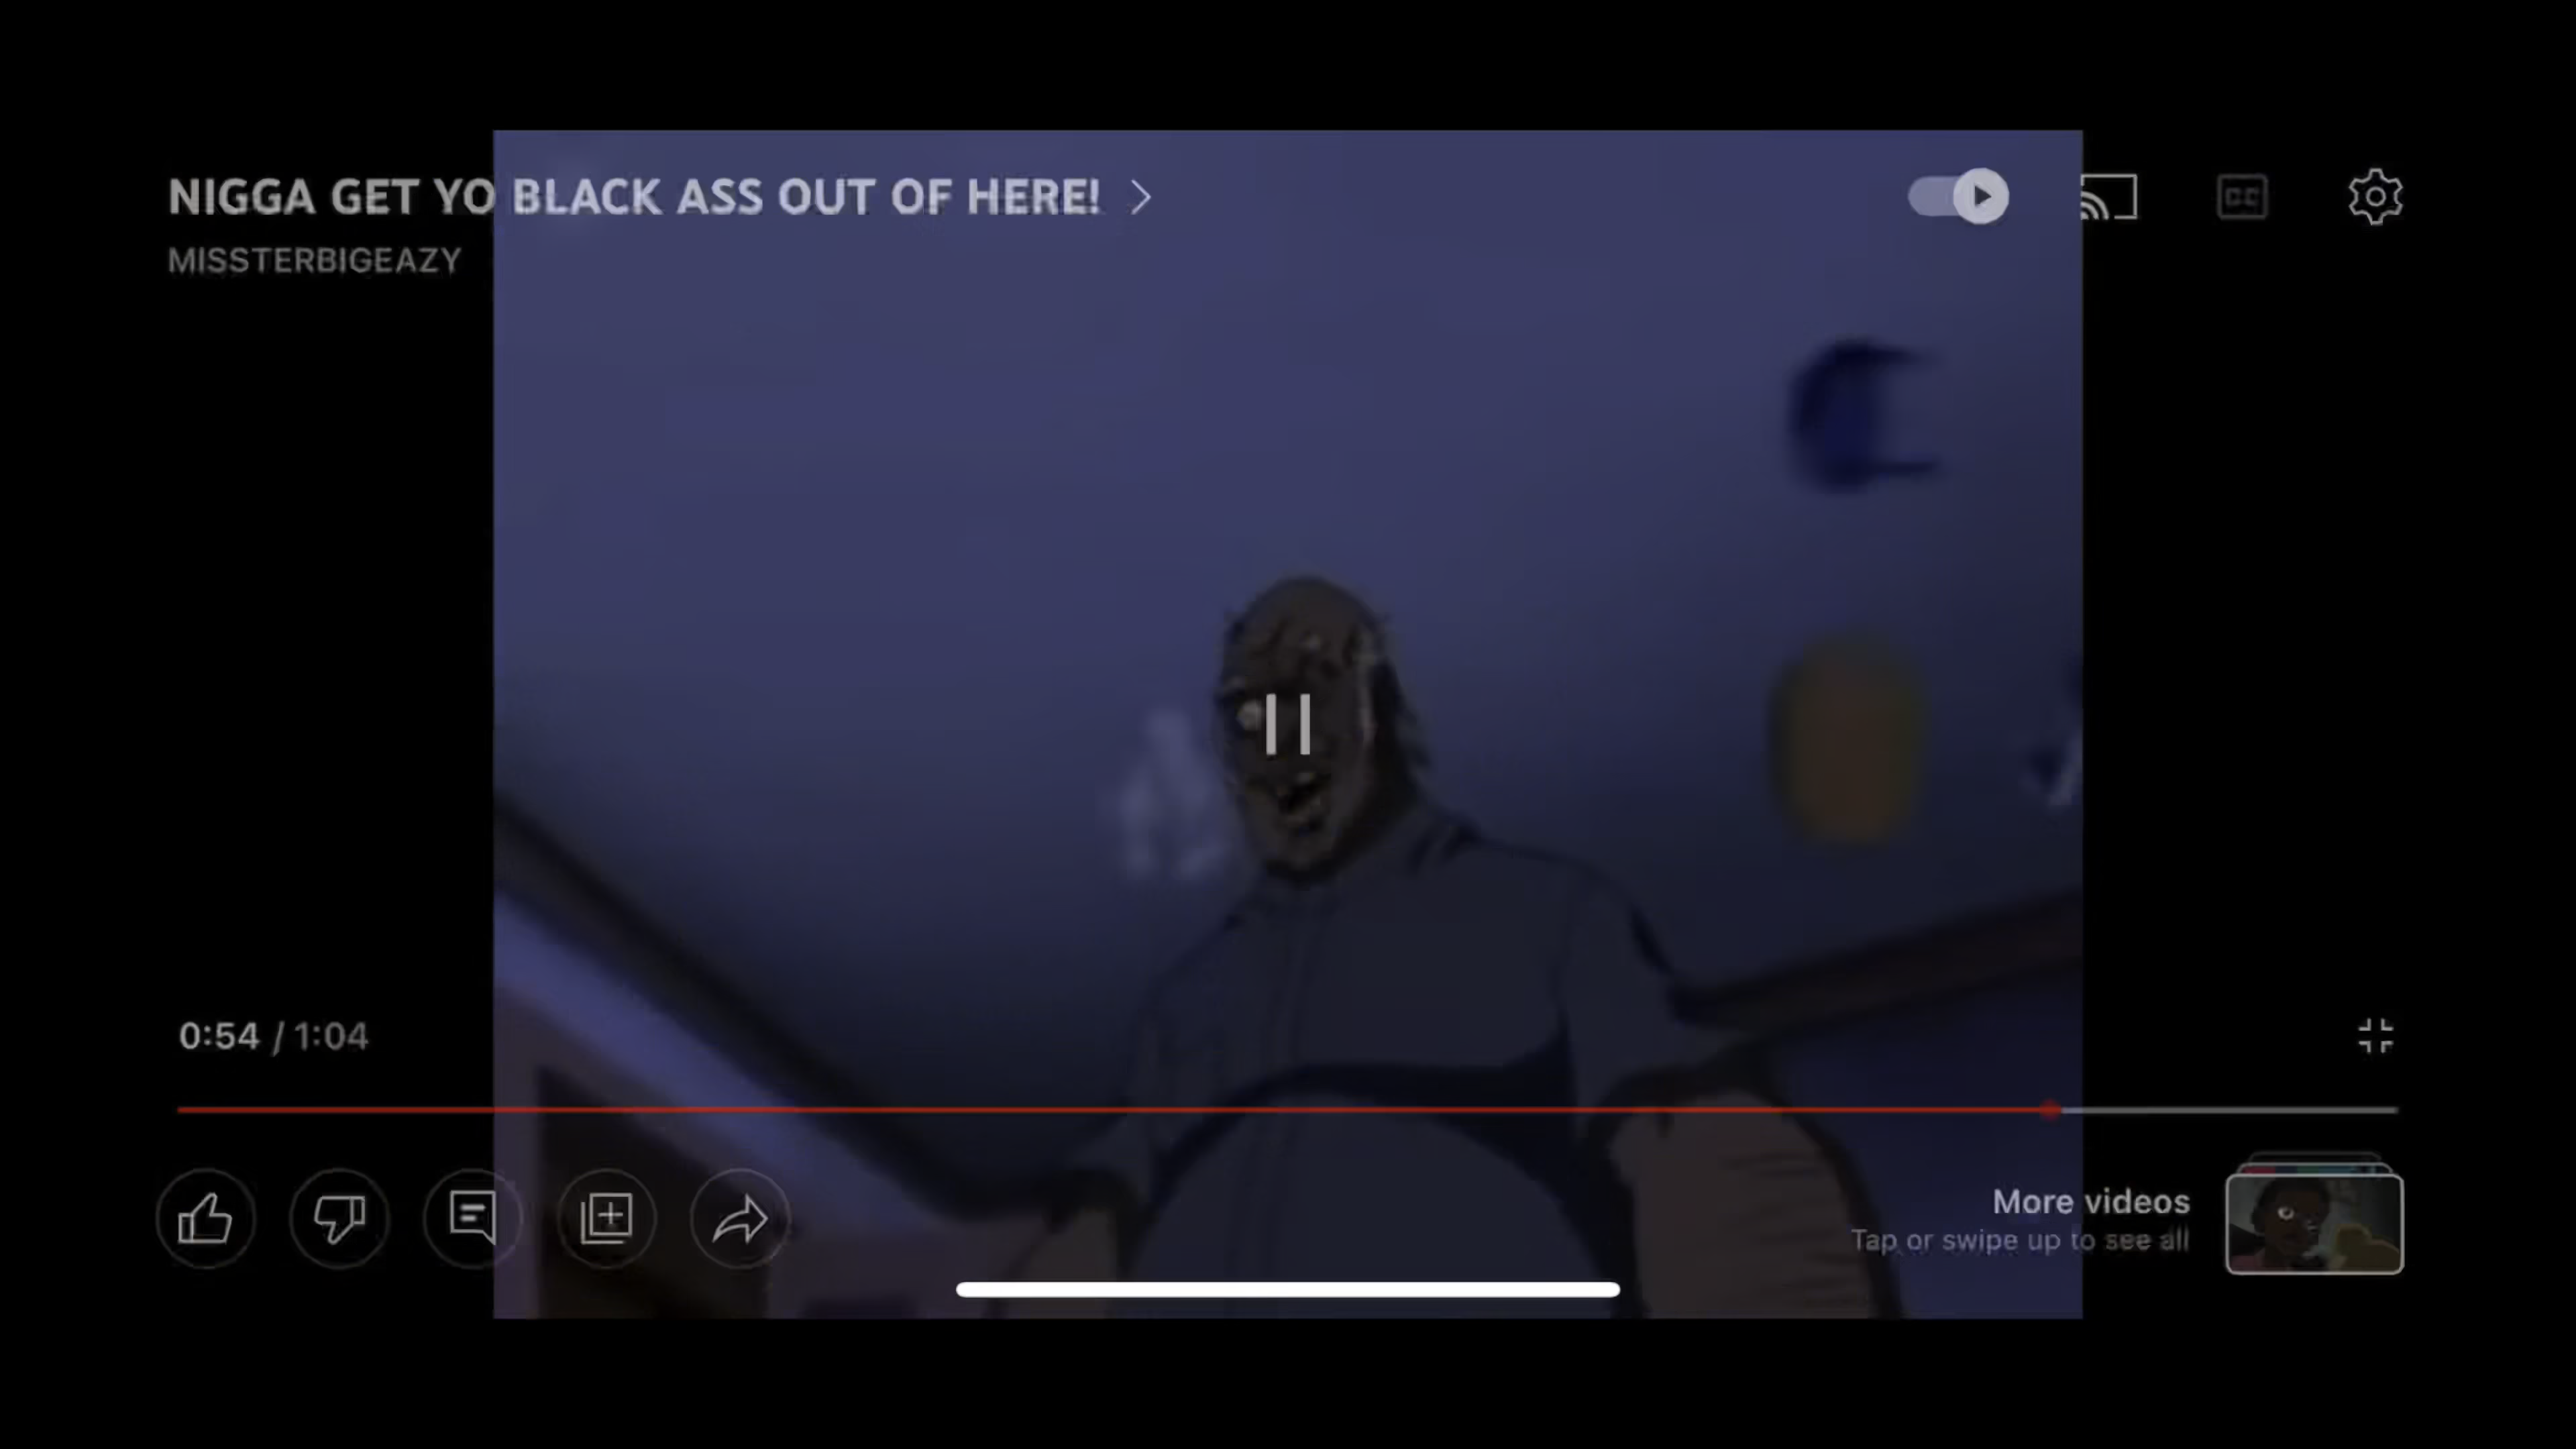 NIGGA GET YO BLACK ASS OUT OF HERE!
MISSTERBIGEAZY
CC
0:54 / 1:04
More videos
Tap or swipe up to see all